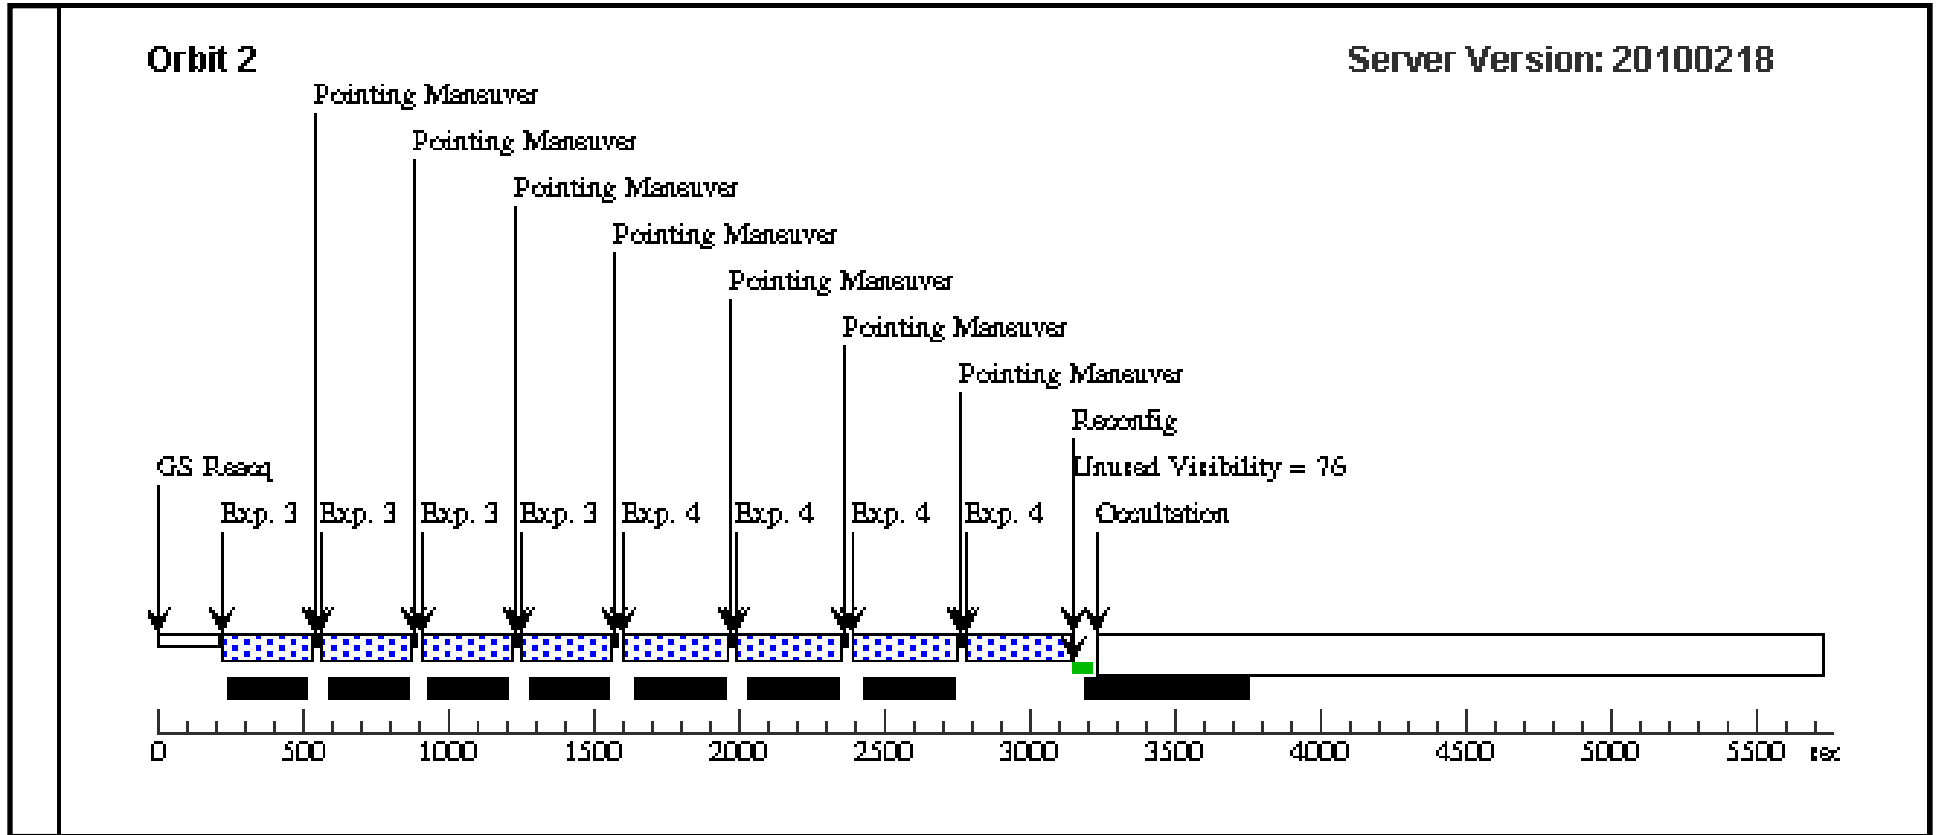 Orbit 2
Server Version: 20100218
Pointing Maneuver
Pointing Maneuver
Pointing Maneuver
Pointing Maneuver
Pointing Maneuver
Pointing Maneuver
Pointing Maneuver
Reconfig
GS Reacq
Unused Visibility = 76
Exp. 3
Exp. 3
Exp. 3
Exp. 3
Exp. 4
Exp. 4
Exp. 4
Exp. 4
Occultation
0 500 1000 1500 2000 2500 3000 3500 4000 4500 5000 5500 sec